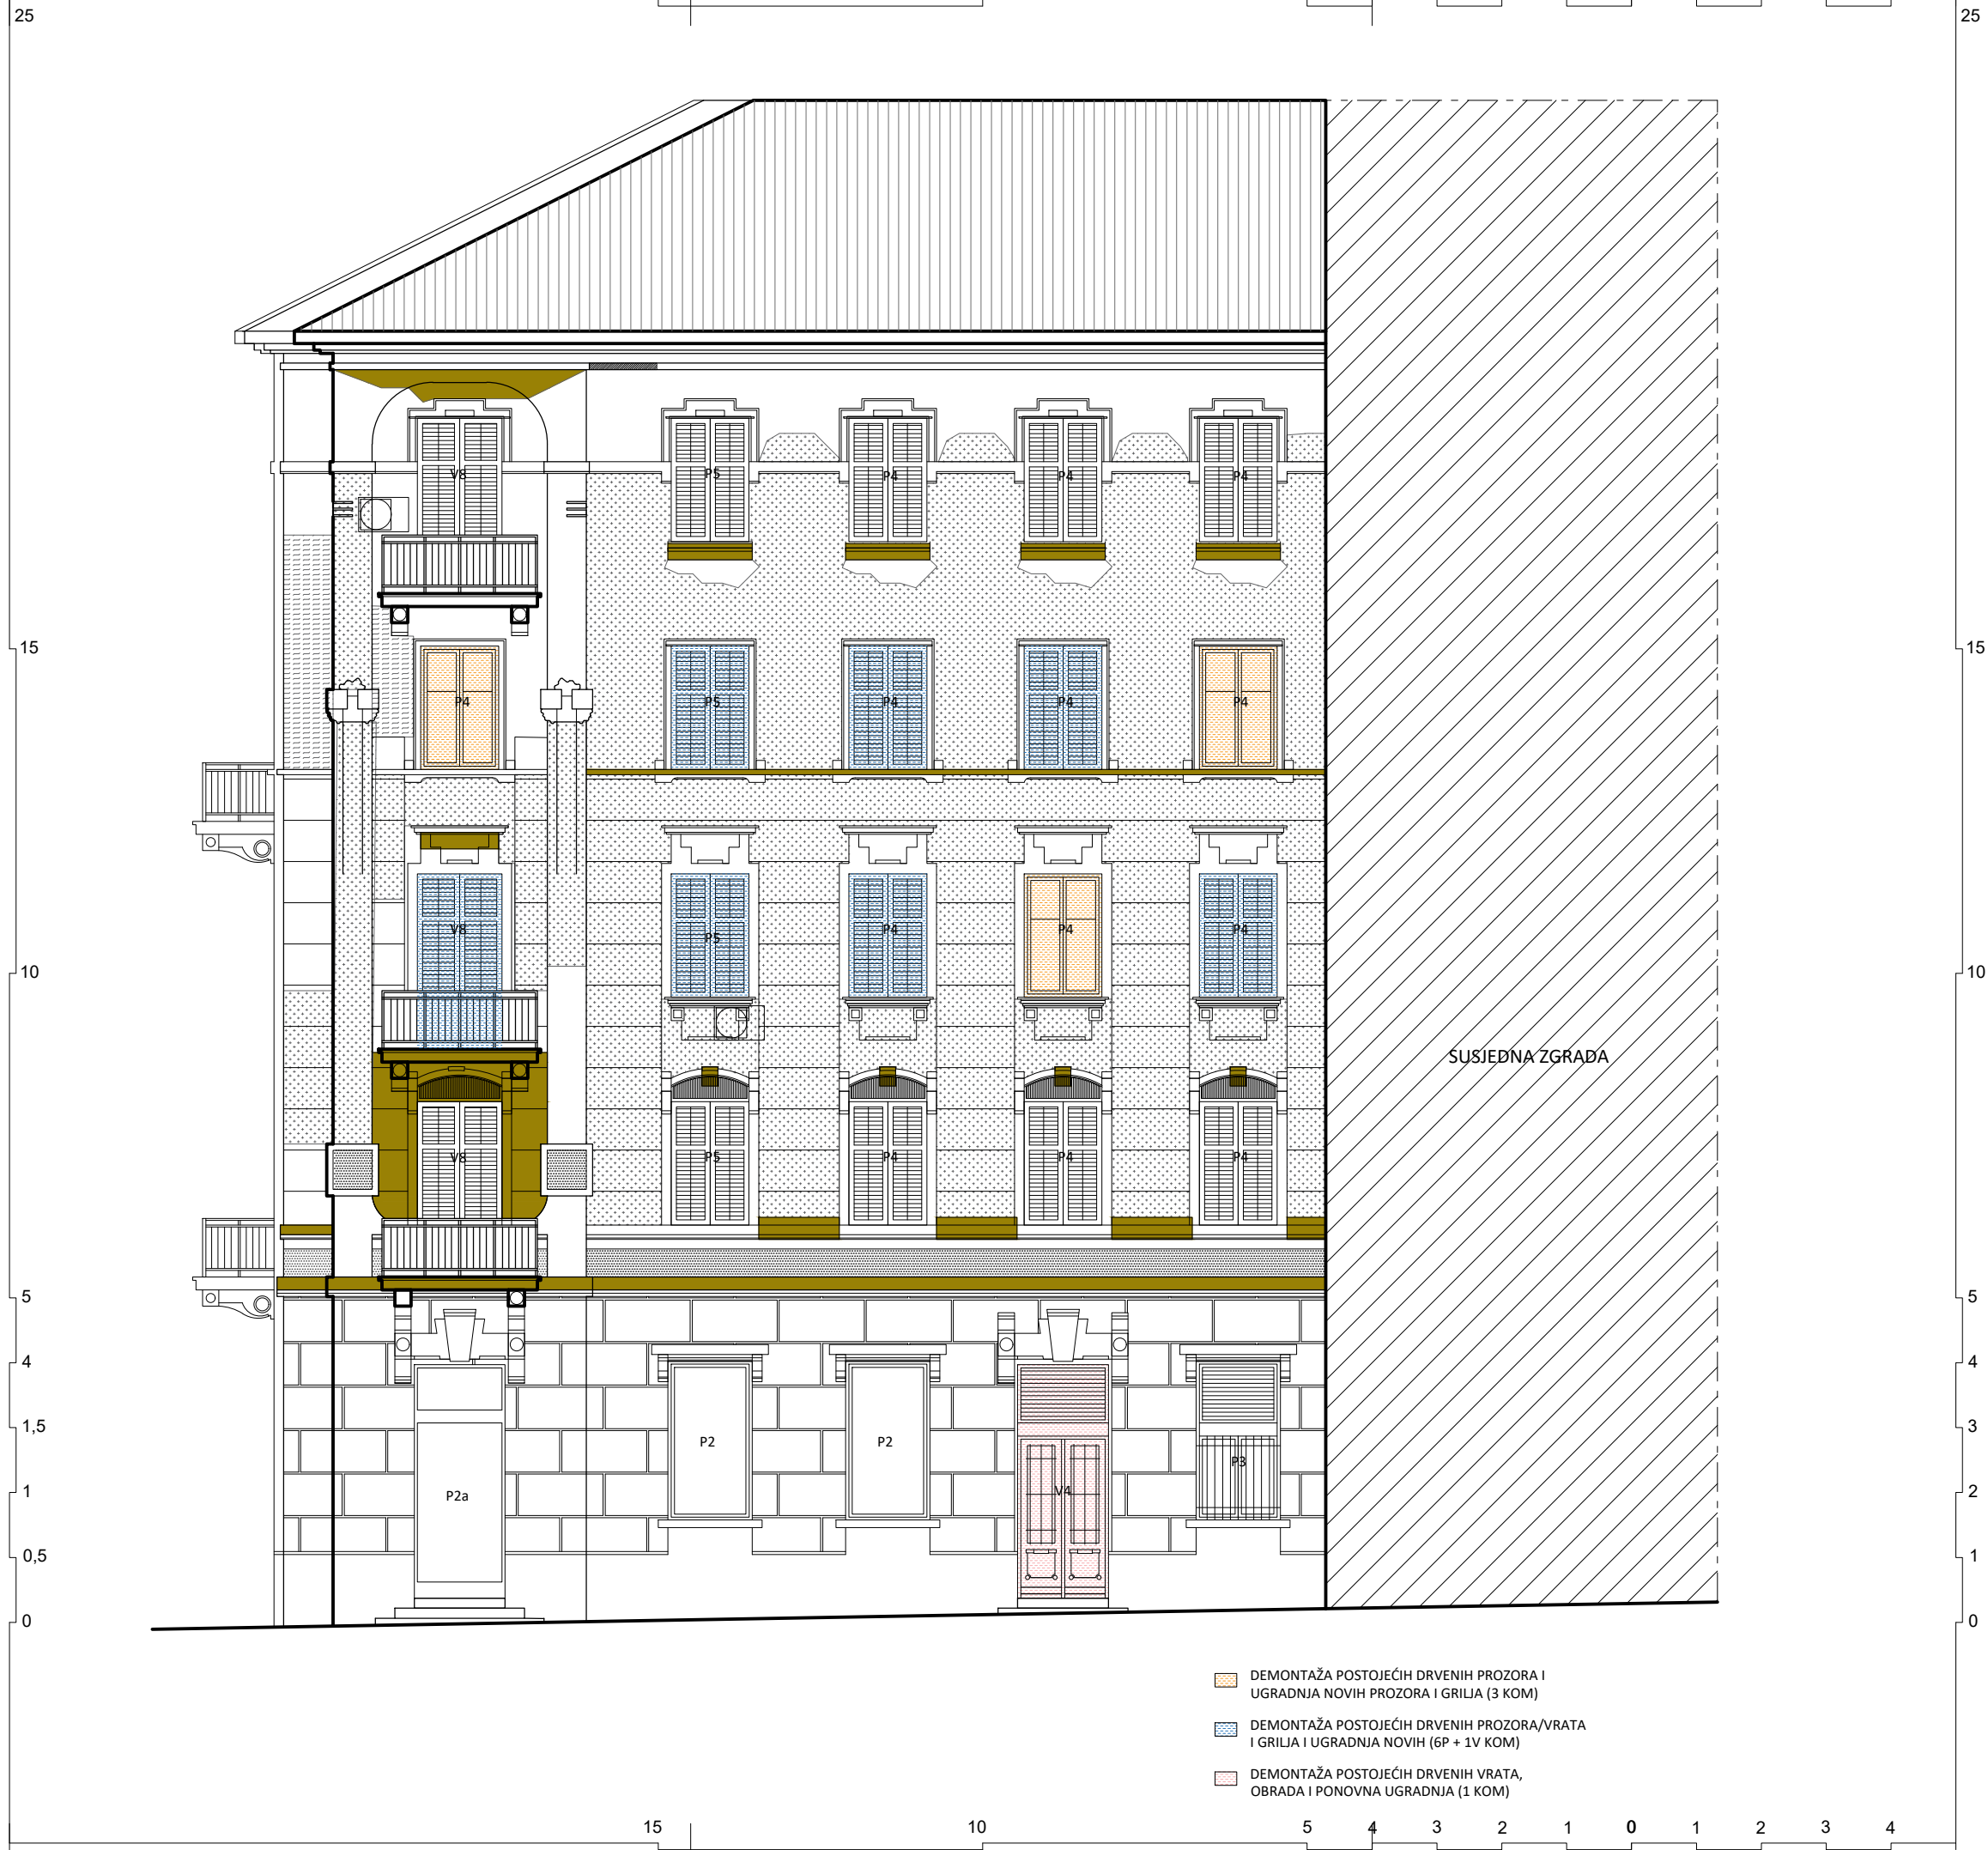 25 25
V8 P5 P4 P4 P4
15 15
P4 P5 P4 P4 P4
V8 P5 P4 P4 P4
10 10
SUSJEDNA ZGRADA
V8 P5 P4 P4 P4
5 5
4 4
1,5 3
P2a P2 P2 V4 P3
1 2
0,5 1
0 0
DEMONTAŽA POSTOJEĆIH DRVENIH PROZORA I
UGRADNJA NOVIH PROZORA I GRILJA (3 KOM)
DEMONTAŽA POSTOJEĆIH DRVENIH PROZORA/VRATA
I GRILJA I UGRADNJA NOVIH (6P + 1V KOM)
DEMONTAŽA POSTOJEĆIH DRVENIH VRATA,
OBRADA I PONOVNA UGRADNJA (1 KOM)
15 10 5 4 3 2 1 0 1 2 3 4